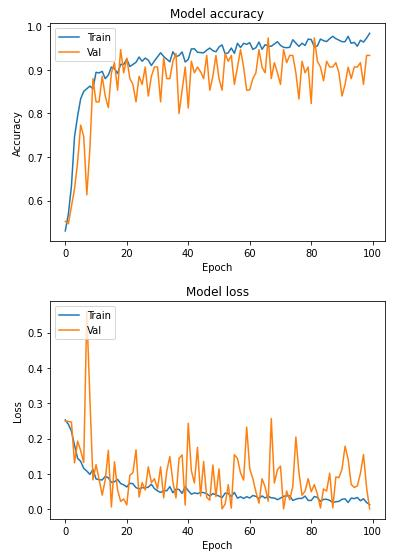 Model accuracy
1.0
0.9
0.8
0.7
0.6
Accuracy
Train
Val
0 20 40 60 80 100
Epoch
Model loss
0.5
0.4
0.3
0.2
0.1
0.0
Loss
Train
Val
0 20 40 60 80 100
Epoch